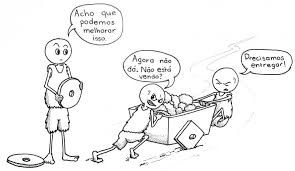 Acho que
podemos
melhorar
isso.
Agora não
dá. Não está
vendo?
Precisamos
entregar!